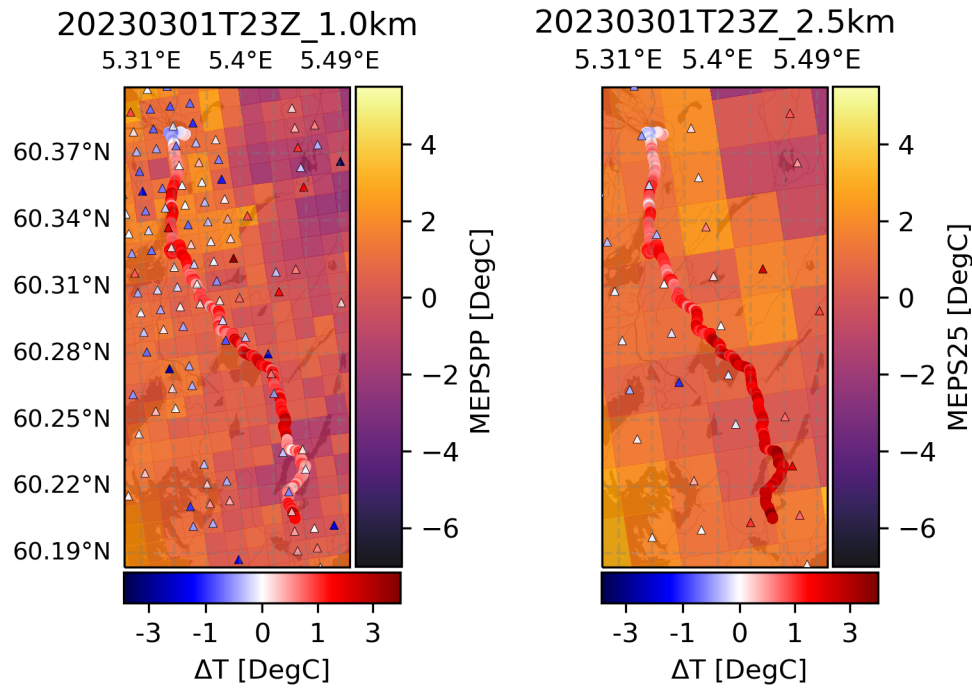 20230301T23Z_1.0km
5.31°E 5.4°E 5.49°E
60.37°N
60.34°N
60.31°N
60.28°N
60.25°N
60.22°N
60.19°N
4
2
0
−2
−4
−6
MEPSPP [DegC]
-3 -1 0 1 3
ΔT [DegC]
20230301T23Z_2.5km
5.31°E 5.4°E 5.49°E
4
2
0
−2
−4
−6
MEPS25 [DegC]
-3 -1 0 1 3
ΔT [DegC]